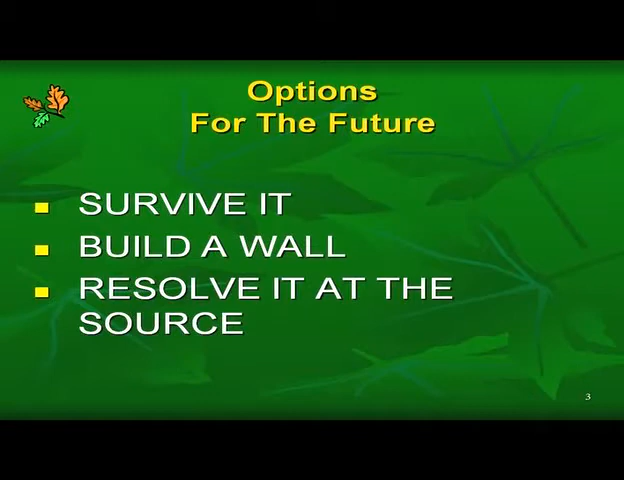 Options
For The Future
SURVIVE IT
BUILD A WALL
RESOLVE IT AT THE
SOURCE
3